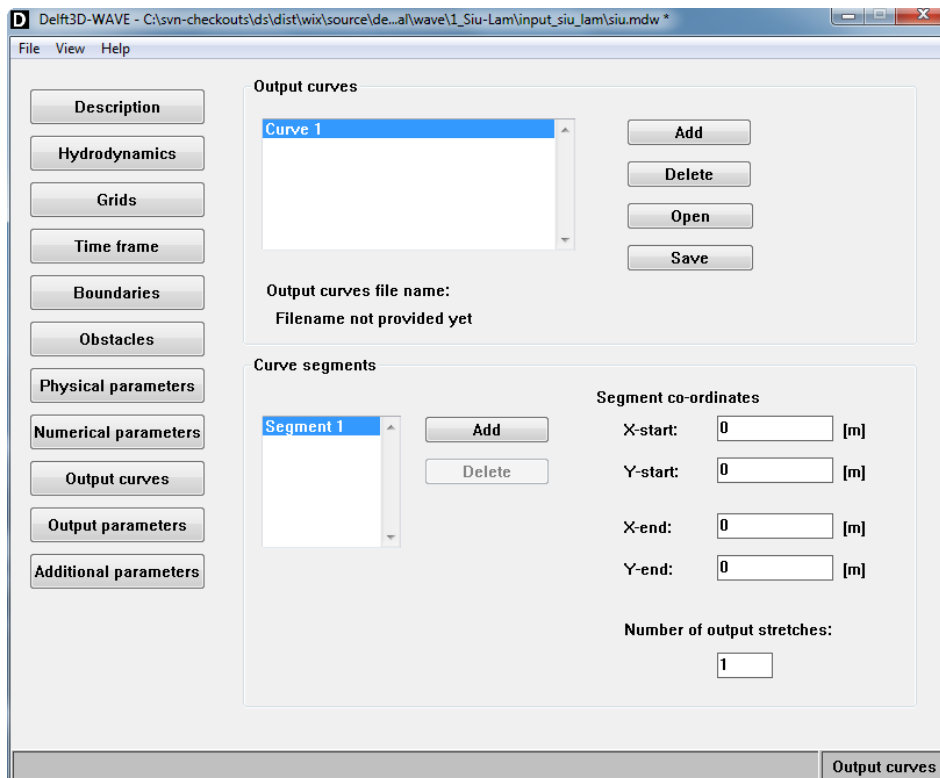 D Delft3D-WAVE - C:\svn-checkouts\ds\dist\wix\source\de...al\wave\1_Siu-Lam\input_siu_lam\siu.mdw *
File View Help
Description
Hydrodynamics
Grids
Time frame
Boundaries
Obstacles
Physical parameters
Numerical parameters
Output curves
Output parameters
Additional parameters
Output curves
Curve 1
Add
Delete
Open
Save
Output curves file name:
Filename not provided yet
Curve segments
Segment 1
Add
Delete
Segment co-ordinates
X-start: 0 [m]
Y-start: 0 [m]
X-end: 0 [m]
Y-end: 0 [m]
Number of output stretches:
1
Output curves